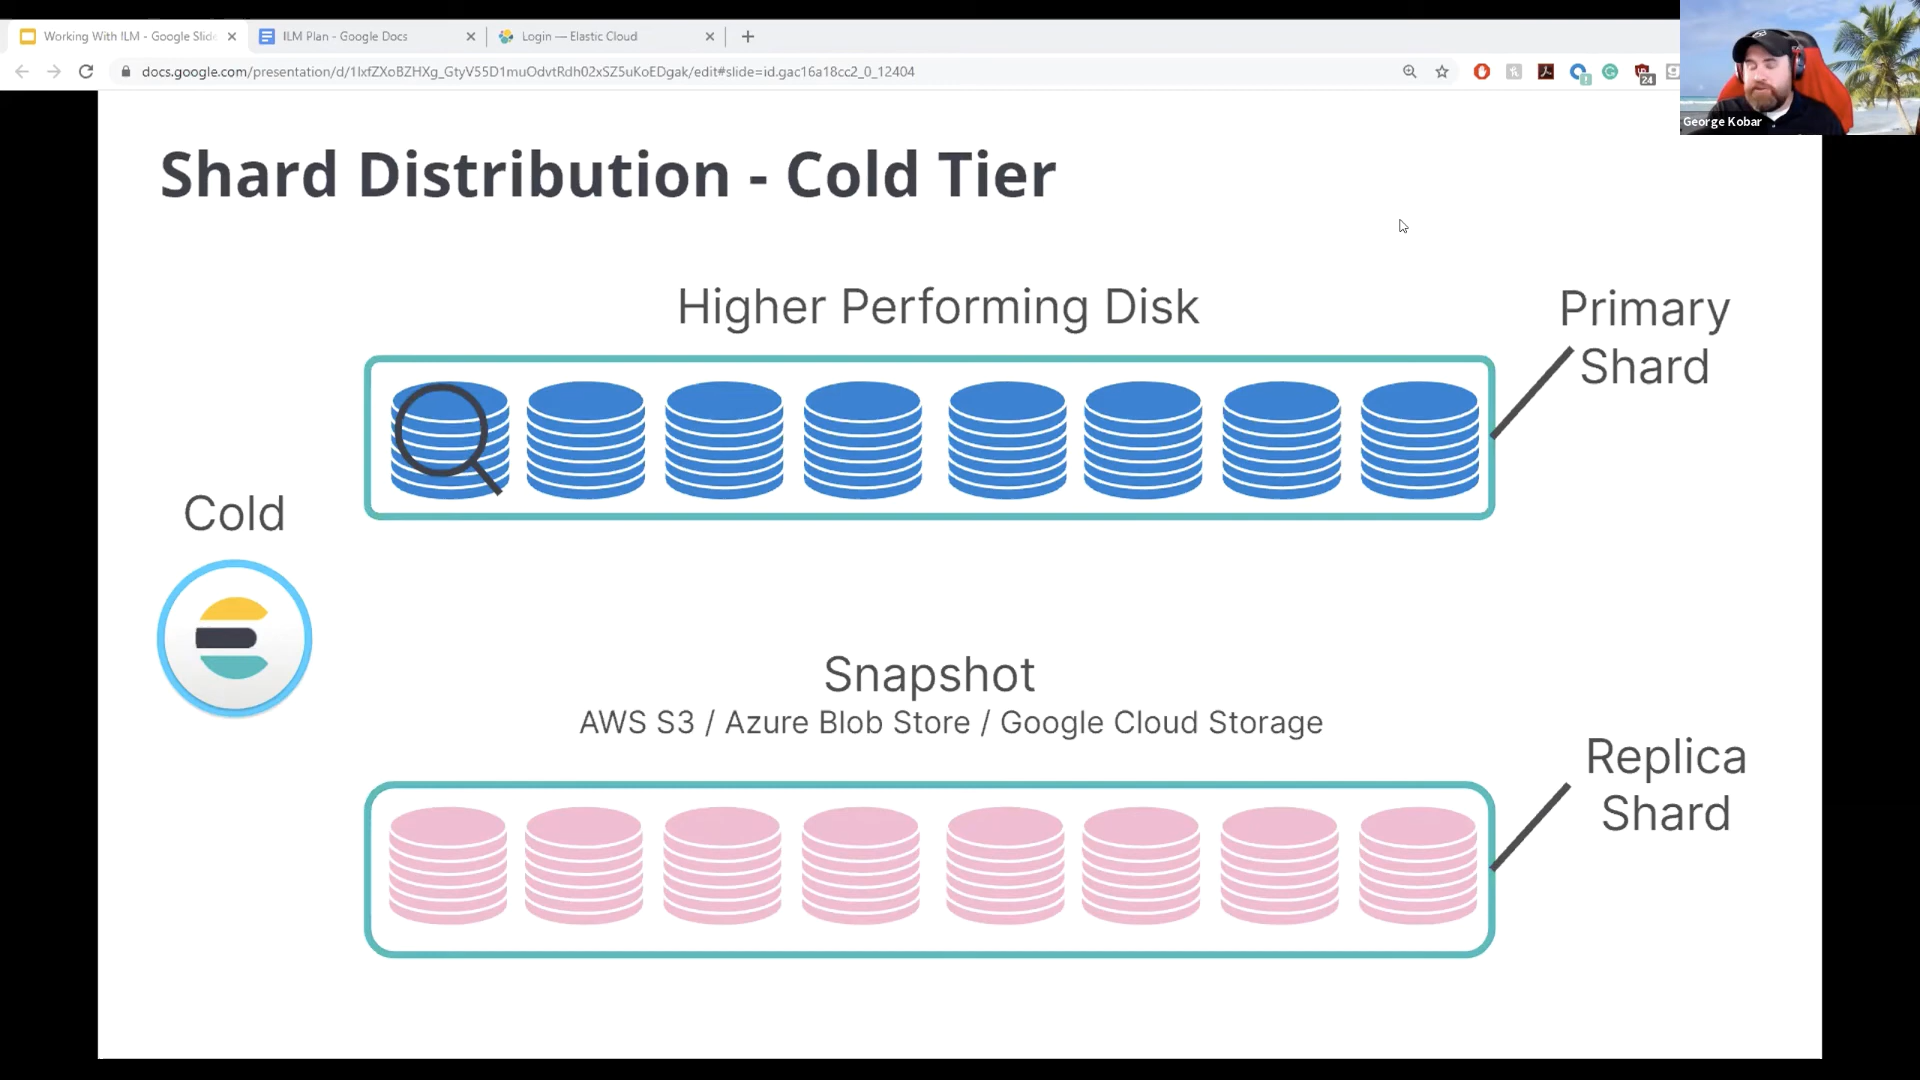 Working With ILM - Google Slide
ILM Plan - Google Docs
Login — Elastic Cloud
docs.google.com/presentation/d/1IxfZXoBZHXg_GtyV55D1muOdvtRdh02xSZ5uKoEDgak/edit#slide=id.gac16a18cc2_0_12404
24
George Kobar
Shard Distribution - Cold Tier
Higher Performing Disk
Primary
Shard
Cold
Snapshot
AWS S3 / Azure Blob Store / Google Cloud Storage
Replica
Shard